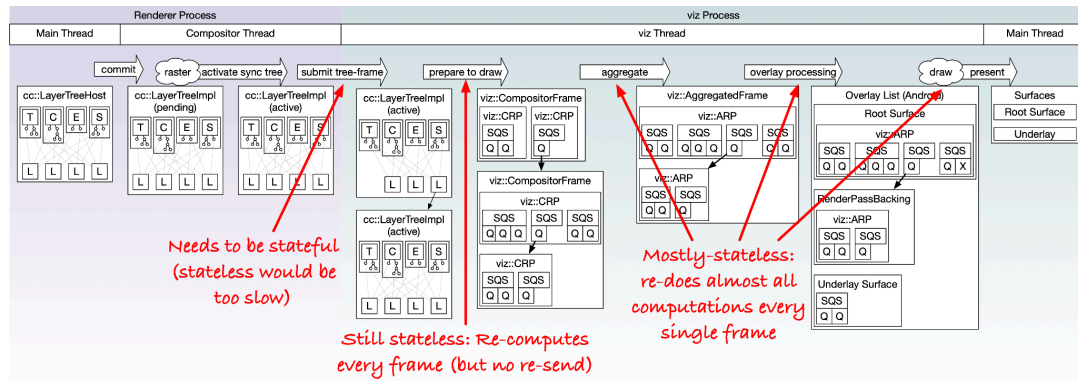 Renderer Process
viz Process
Main Thread
Compositor Thread
viz Thread
Main Thread
commit
raster
activate sync tree
submit tree-frame
prepare to draw
aggregate
overlay processing
draw
present
cc::LayerTreeHost
T C E S
L L L L
cc::LayerTreeImpl
(pending)
T C E S
L L L L
cc::LayerTreeImpl
(active)
T C E S
L L L L
cc::LayerTreeImpl
(active)
T C E S
L L L
cc::LayerTreeImpl
(active)
T C E S
L L L L
viz::CompositorFrame
viz::CRP viz::CRP
SQS SQS
Q Q Q
viz::CompositorFrame
viz::CRP
SQS SQS SQS
Q Q Q Q Q Q
viz::CRP
SQS SQS
Q Q Q
viz::AggregatedFrame
viz::ARP
SQS SQS SQS SQS
Q Q Q Q Q Q Q Q
viz::ARP
SQS SQS
Q Q Q
Overlay List (Android)
Root Surface
viz::ARP
SQS SQS SQS SQS
Q Q Q Q Q Q Q X
RenderPassBacking
viz::ARP
SQS SQS
Q Q Q
Underlay Surface
SQS
Q Q
Surfaces
Root Surface
Underlay
Needs to be stateful
(stateless would be
too slow)
Still stateless: Re-computes
every frame (but no re-send)
Mostly-stateless:
re-does almost all
computations every
single frame